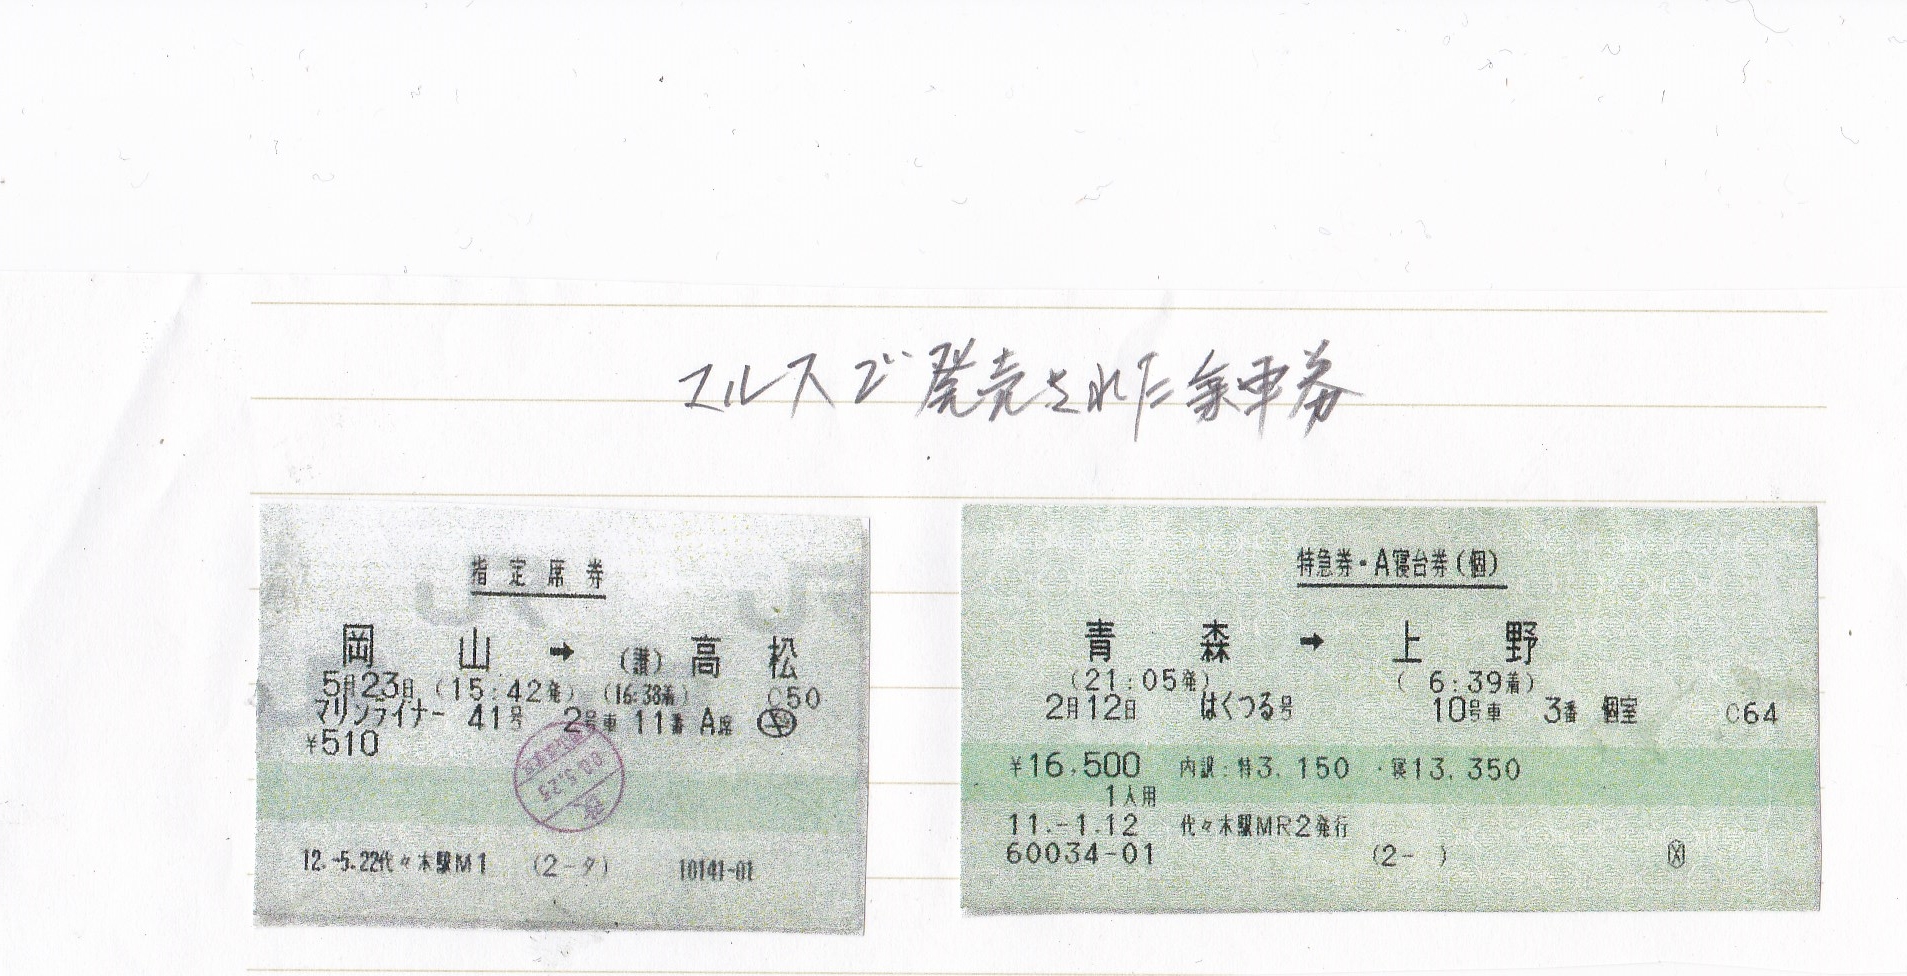 マルスで発売された乗車券
指定席券
岡山 → (讃) 高松
5月23日 (15:42発) (16:38着) C50
マリンライナー 41号 2号車 11番 A席
¥510
12.-5.22代々木駅M1 (2-タ) 10141-01
特急券・A寝台券(個)
青森 → 上野
(21:05発) ( 6:39着)
2月12日 はくつる号 10号車 3番 個室 C64
¥16,500 内訳:特3,150 ・寝13,350
1人用
11.-1.12 代々木駅MR2発行
60034-01 (2- )